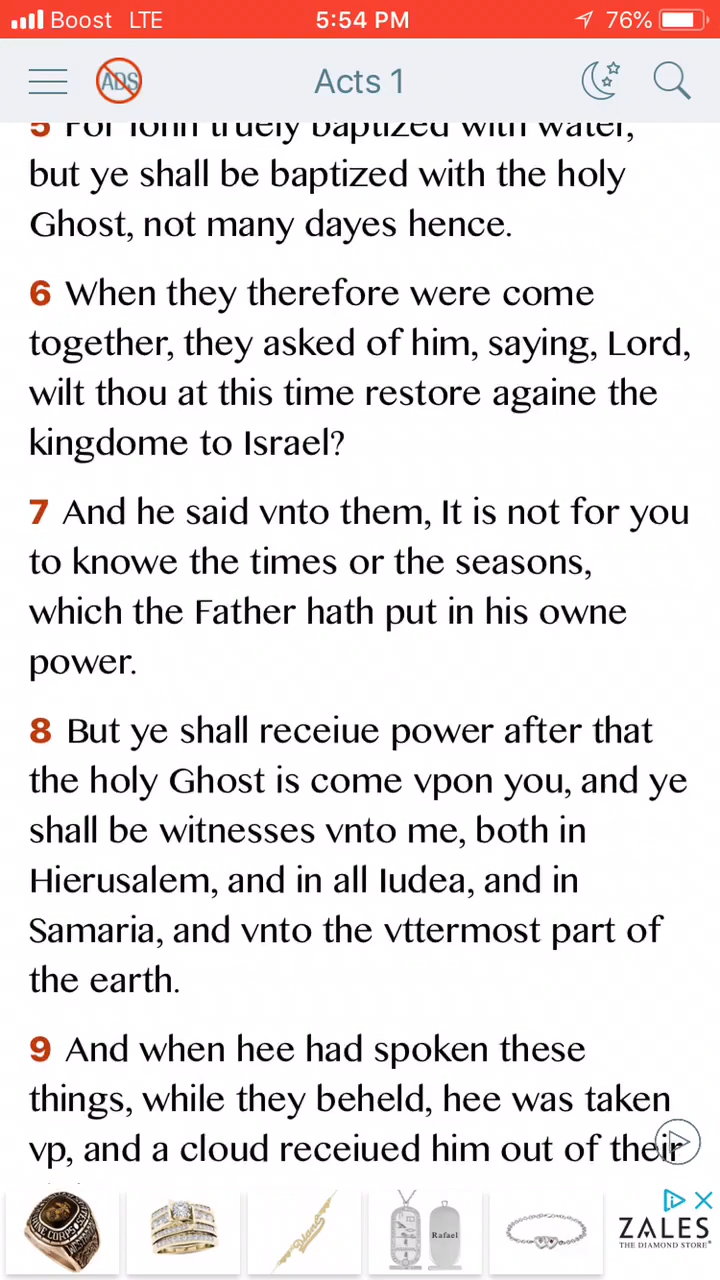 Boost LTE 5:54 PM 76%
ADS Acts 1
5 For Iohn truely baptized with water,
but ye shall be baptized with the holy
Ghost, not many dayes hence.
6 When they therefore were come
together, they asked of him, saying, Lord,
wilt thou at this time restore againe the
kingdome to Israel?
7 And he said vnto them, It is not for you
to knowe the times or the seasons,
which the Father hath put in his owne
power.
8 But ye shall receiue power after that
the holy Ghost is come vpon you, and ye
shall be witnesses vnto me, both in
Hierusalem, and in all Iudea, and in
Samaria, and vnto the vttermost part of
the earth.
9 And when hee had spoken these
things, while they beheld, hee was taken
vp, and a cloud receiued him out of their
Rafael
ZALES
THE DIAMOND STORE